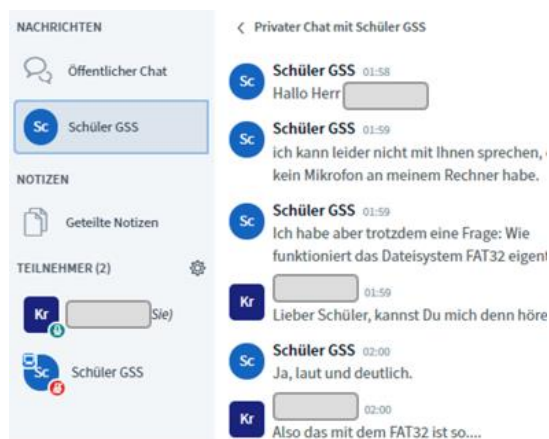 NACHRICHTEN
Öffentlicher Chat
Sc Schüler GSS
NOTIZEN
Geteilte Notizen
TEILNEHMER (2)
Kr Sie)
Sc Schüler GSS
Privater Chat mit Schüler GSS
Sc Schüler GSS 01:58
Hallo Herr
Sc Schüler GSS 01:59
ich kann leider nicht mit Ihnen sprechen,
kein Mikrofon an meinem Rechner habe.
Sc Schüler GSS 01:59
Ich habe aber trotzdem eine Frage: Wie
funktioniert das Dateisystem FAT32 eigent
Kr 01:59
Lieber Schüler, kannst Du mich denn höre
Sc Schüler GSS 02:00
Ja, laut und deutlich.
Kr 02:00
Also das mit dem FAT32 ist so....